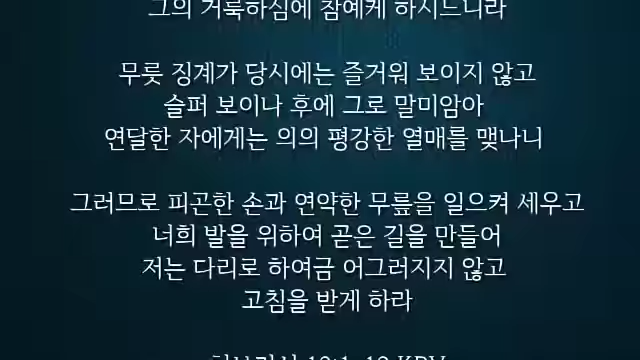 그의 거룩하심에 참예케 하시느니라
무릇 징계가 당시에는 즐거워 보이지 않고
슬퍼 보이나 후에 그로 말미암아
연달한 자에게는 의의 평강한 열매를 맺나니
그러므로 피곤한 손과 연약한 무릎을 일으켜 세우고
너희 발을 위하여 곧은 길을 만들어
저는 다리로 하여금 어그러지지 않고
고침을 받게 하라